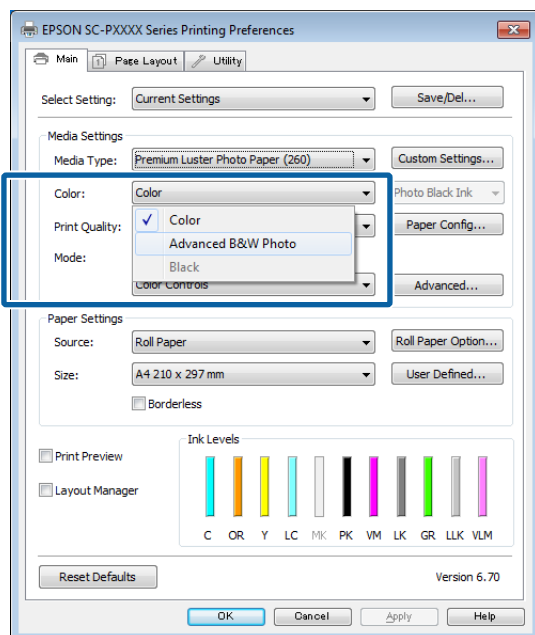 EPSON SC-PXXXX Series Printing Preferences
Main Page Layout Utility
Select Setting: Current Settings Save/Del...
Media Settings
Media Type: Premium Luster Photo Paper (260) Custom Settings...
Color: Color Photo Black Ink
Print Quality: Color Paper Config...
Advanced B&W Photo
Mode: Black
Color Controls Advanced...
Paper Settings
Source: Roll Paper Roll Paper Option...
Size: A4 210 x 297 mm User Defined...
Borderless
Print Preview
Layout Manager
Ink Levels
C OR Y LC MK PK VM LK GR LLK VLM
Reset Defaults Version 6.70
OK Cancel Apply Help